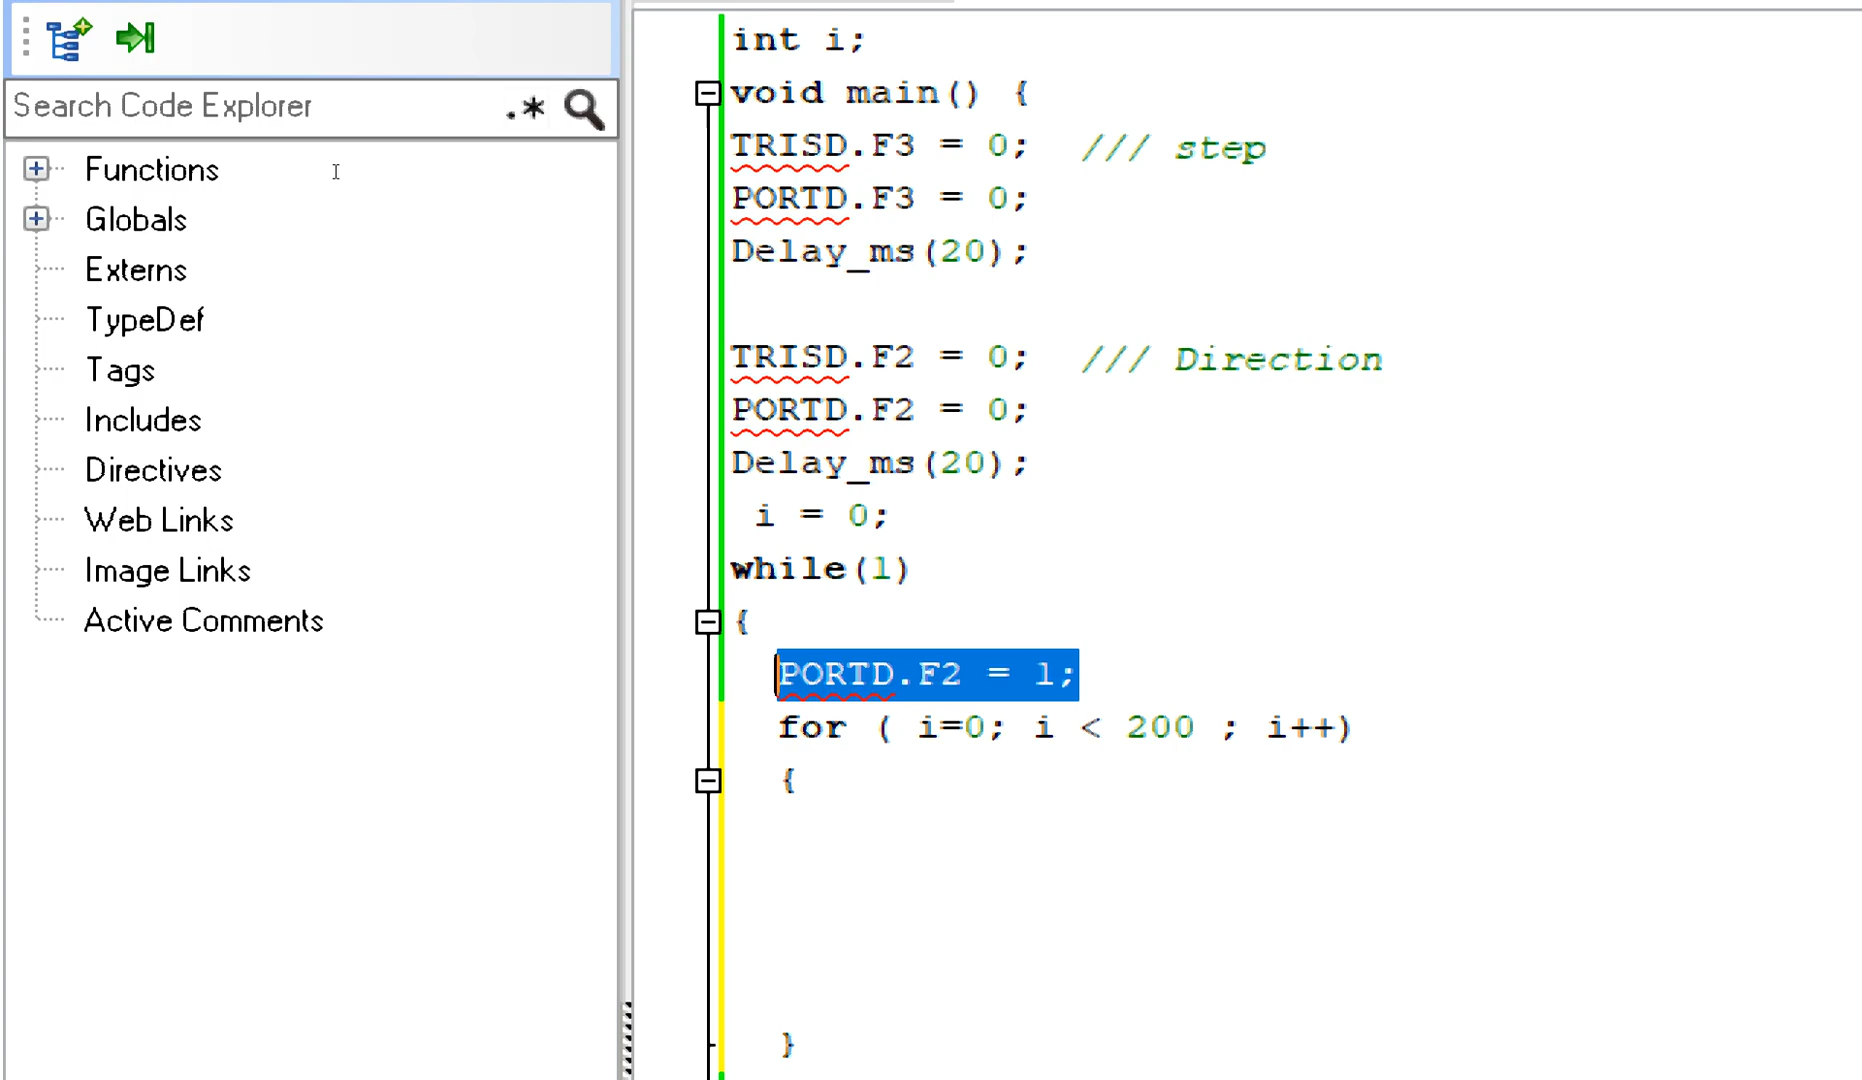 Search Code Explorer .*
Functions
Globals
Externs
TypeDef
Tags
Includes
Directives
Web Links
Image Links
Active Comments
int i;
void main() {
TRISD.F3 = 0; /// step
PORTD.F3 = 0;
Delay_ms(20);
TRISD.F2 = 0; /// Direction
PORTD.F2 = 0;
Delay_ms(20);
i = 0;
while(1)
{
PORTD.F2 = 1;
for ( i=0; i < 200 ; i++)
{
}